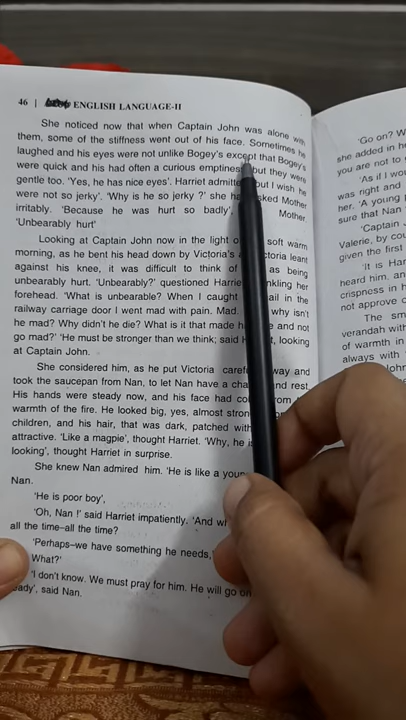 46 | ENGLISH LANGUAGE-II
She noticed now that when Captain John was alone with
them, some of the stiffness went out of his face. Sometimes he
laughed and his eyes were not unlike Bogey's except that Bogey's
were quick and his had often a curious emptiness but they were
gentle too. 'Yes, he has nice eyes'. Harriet admitted but I wish he
were not so jerky'. 'Why is he so jerky ?' she asked Mother
irritably. 'Because he was hurt so badly', Mother.
'Unbearably hurt'
Looking at Captain John now in the light of soft warm
morning, as he bent his head down by Victoria's Victoria leant
against his knee, it was difficult to think of as being
unbearably hurt. 'Unbearably?' questioned Harriet her
forehead. 'What is unbearable? When I caught in the
railway carriage door I went mad with pain. Mad. why isn't
he mad? Why didn't he die? What is it that made and not
go mad?' 'He must be stronger than we think; said looking
at Captain John.
She considered him, as he put Victoria away and
took the saucepan from Nan, to let Nan have a and rest.
His hands were steady now, and his face had from
warmth of the fire. He looked big, yes, almost
children, and his hair, that was dark, patched with
attractive. 'Like a magpie', thought Harriet. 'Why, he
looking', thought Harriet in surprise.
She knew Nan admired him. 'He is like a
Nan.
'He is poor boy',
'Oh, Nan !' said Harriet impatiently. 'And
all the time–all the time?
'Perhaps–we have something he needs,'
What?'
'I don't know. We must pray for him. He will go on
said Nan.
'Go on?
she added in
you are not to
'As if I
was right and
her. 'A young
sure that Nan
'Captain
Valerie, by
given the first
'It is
heard him,
crispness in
not approve
The
verandah with
of warmth in
always with